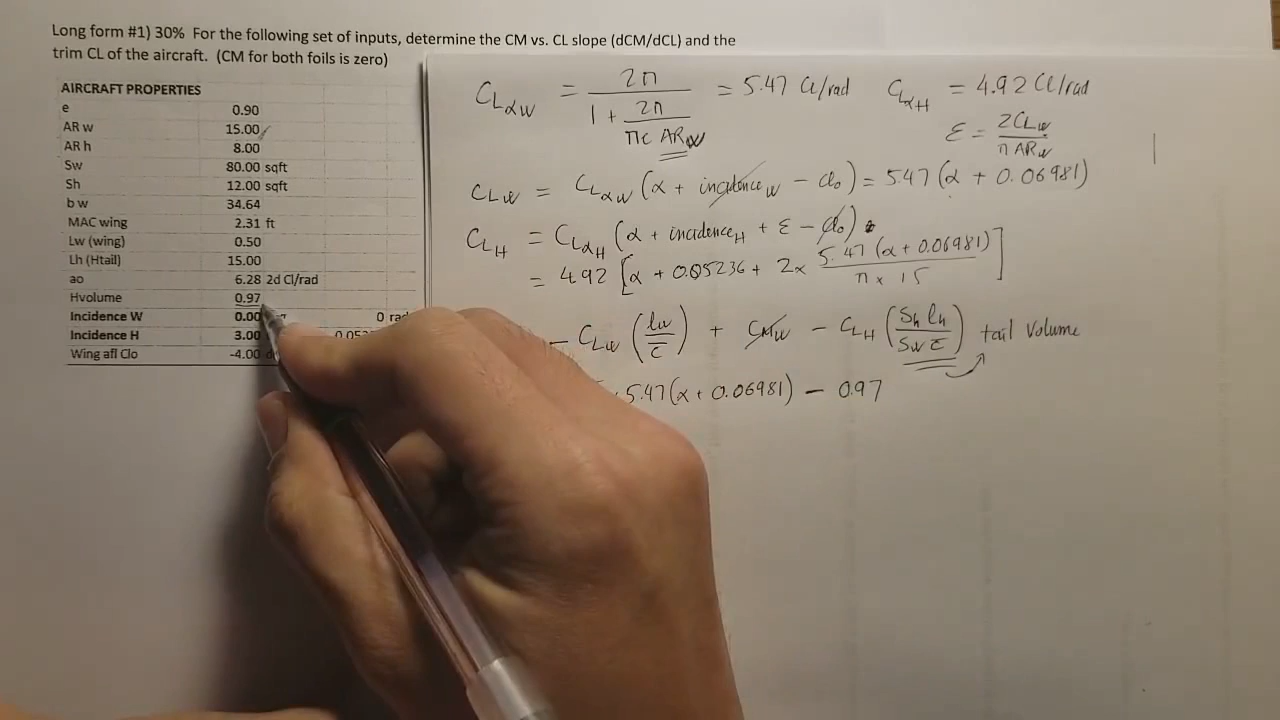 Long form #1) 30% For the following set of inputs, determine the CM vs. CL slope (dCM/dCL) and the
trim CL of the aircraft. (CM for both foils is zero)
AIRCRAFT PROPERTIES
e 0.90
AR w 15.00
AR h 8.00
Sw 80.00 sqft
Sh 12.00 sqft
b w 34.64
MAC wing 2.31 ft
Lw (wing) 0.50
Lh (Htail) 15.00
ao 6.28 2d Cl/rad
Hvolume 0.97
Incidence W 0.00 0 rad
Incidence H 3.00
Wing afl Clo -4.00
CLαW = 2π / (1 + 2π / (πe ARW)) = 5.47 Cl/rad CLαH = 4.92 Cl/rad
ε = 2CLW / (π ARW)
CLW = CLαW (α + incidenceW - αlo) = 5.47 (α + 0.06981)
CLH = CLαH (α + incidenceH + ε - αlo)
= 4.92 [α + 0.05236 + 2 × 5.47 (α + 0.06981) / (π × 15)]
- CLW (lw / c̄) + CMW - CLH (Sh lh / Sw c̄) tail Volume
5.47 (α + 0.06981) - 0.97